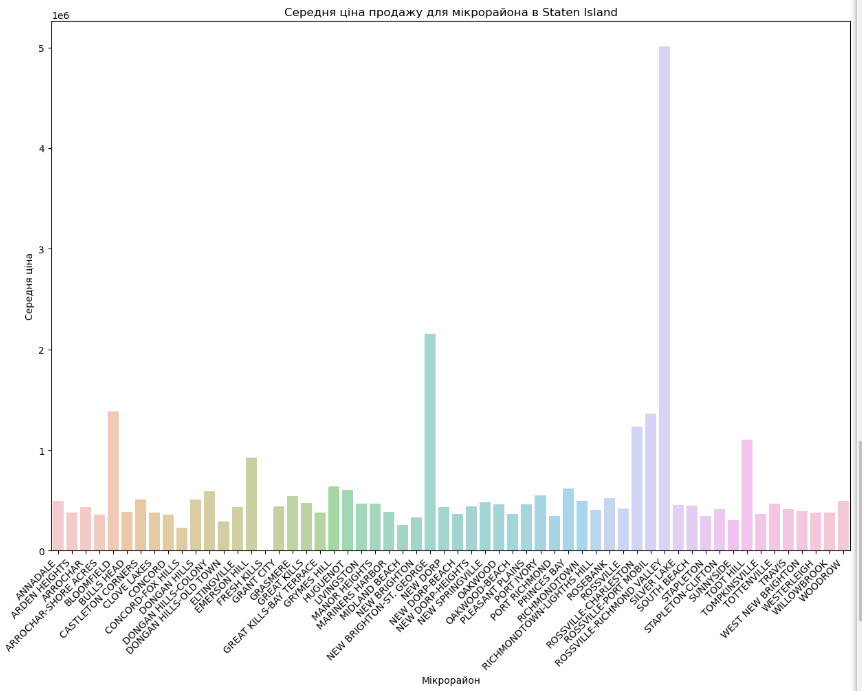 Середня ціна продажу для мікрорайона в Staten Island
1e6
5
4
3
2
1
0
Середня ціна
ANNADALE
ARDEN HEIGHTS
ARROCHAR
ARROCHAR-SHORE ACRES
BLOOMFIELD
BULLS HEAD
CASTLETON CORNERS
CLOVE LAKES
CONCORD
CONCORD-FOX HILLS
DONGAN HILLS
DONGAN HILLS-COLONY
DONGAN HILLS-OLD TOWN
ELTINGVILLE
EMERSON HILL
FRESH KILLS
GRANT CITY
GRASMERE
GREAT KILLS
GREAT KILLS-BAY TERRACE
GRYMES HILL
HUGUENOT
LIVINGSTON
MANOR HEIGHTS
MARINERS HARBOR
MIDLAND BEACH
NEW BRIGHTON
NEW BRIGHTON-ST. GEORGE
NEW DORP
NEW DORP-BEACH
NEW DORP-HEIGHTS
NEW SPRINGVILLE
OAKWOOD
OAKWOOD-BEACH
PLEASANT PLAINS
PORT IVORY
PORT RICHMOND
PRINCES BAY
RICHMONDTOWN
RICHMONDTOWN-LIGHTHS HILL
ROSEBANK
ROSSVILLE
ROSSVILLE-CHARLESTON
ROSSVILLE-PORT MOBIL
ROSSVILLE-RICHMOND VALLEY
SILVER LAKE
SOUTH BEACH
STAPLETON
STAPLETON-CLIFTON
SUNNYSIDE
TODT HILL
TOMPKINSVILLE
TOTTENVILLE
TRAVIS
WEST NEW BRIGHTON
WESTERLEIGH
WILLOWBROOK
WOODROW
Мікрорайон